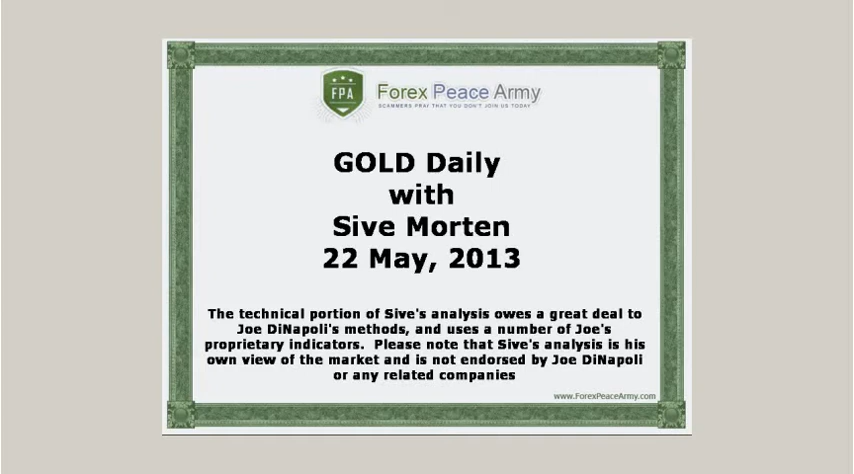 FPA
Forex Peace Army
SCAMMERS PRAY THAT YOU DON'T JOIN US TODAY
GOLD Daily
with
Sive Morten
22 May, 2013
The technical portion of Sive's analysis owes a great deal to
Joe DiNapoli's methods, and uses a number of Joe's
proprietary indicators. Please note that Sive's analysis is his
own view of the market and is not endorsed by Joe DiNapoli
or any related companies
www.ForexPeaceArmy.com